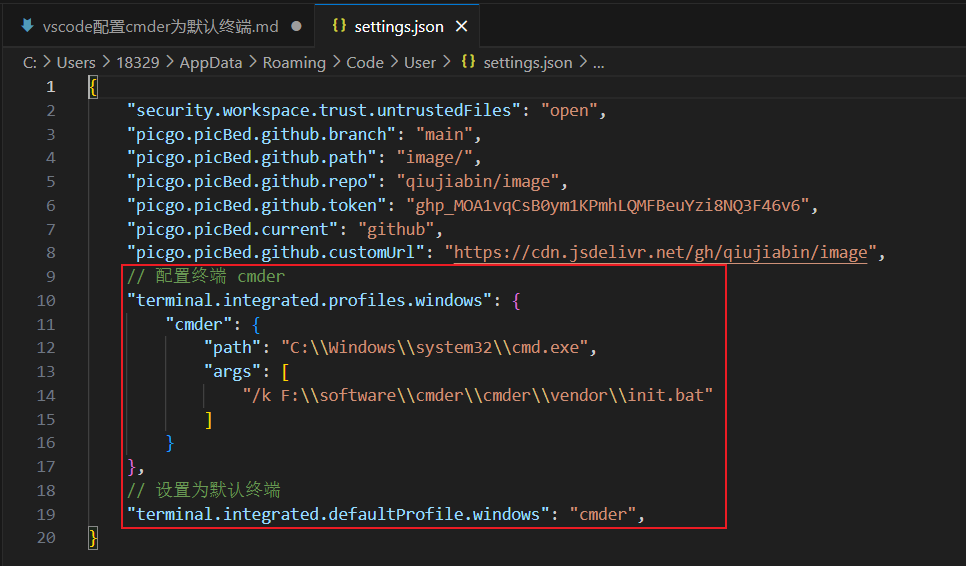 vscode配置cmder为默认终端.md ● {} settings.json ×
C: > Users > 18329 > AppData > Roaming > Code > User > {} settings.json > ...
1 {
2 "security.workspace.trust.untrustedFiles": "open",
3 "picgo.picBed.github.branch": "main",
4 "picgo.picBed.github.path": "image/",
5 "picgo.picBed.github.repo": "qiujiabin/image",
6 "picgo.picBed.github.token": "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",
7 "picgo.picBed.current": "github",
8 "picgo.picBed.github.customUrl": "https://cdn.jsdelivr.net/gh/qiujiabin/image",
9 // 配置终端 cmder
10 "terminal.integrated.profiles.windows": {
11 "cmder": {
12 "path": "C:\\Windows\\system32\\cmd.exe",
13 "args": [
14 "/k F:\\software\\cmder\\cmder\\vendor\\init.bat"
15 ]
16 }
17 },
18 // 设置为默认终端
19 "terminal.integrated.defaultProfile.windows": "cmder",
20 }